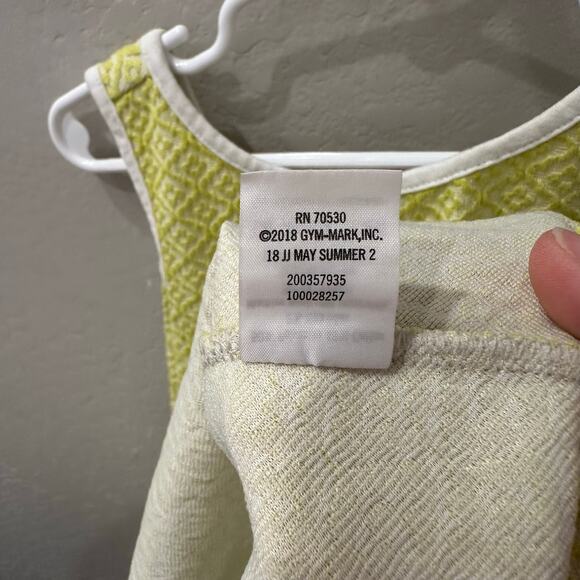 RN 70530
©2018 GYM-MARK,INC.
18 JJ MAY SUMMER 2
200357935
100028257